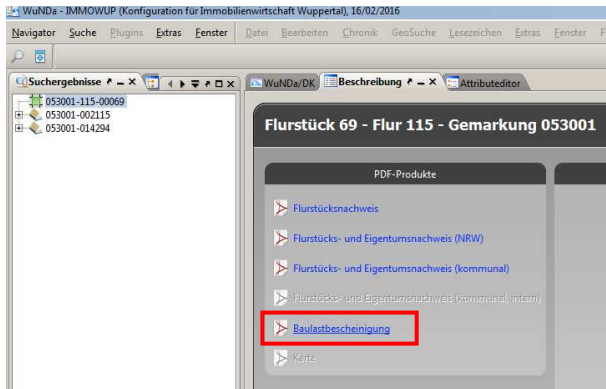 WuNDa - IMMOWUP (Konfiguration für Immobilienwirtschaft Wuppertal), 16/02/2016
Navigator Suche Plugins Extras Fenster Datei Bearbeiten Chronik GeoSuche Lesezeichen Extras Fenster
Suchergebnisse WuNDa/DK Beschreibung Attributeditor
053001-115-00069
053001-002115
053001-014294
Flurstück 69 - Flur 115 - Gemarkung 053001
PDF-Produkte
Flurstücksnachweis
Flurstücks- und Eigentumsnachweis (NRW)
Flurstücks- und Eigentumsnachweis (kommunal)
Flurstücks- und Eigentumsnachweis (kommunal, intern)
Baulastbescheinigung
Karte